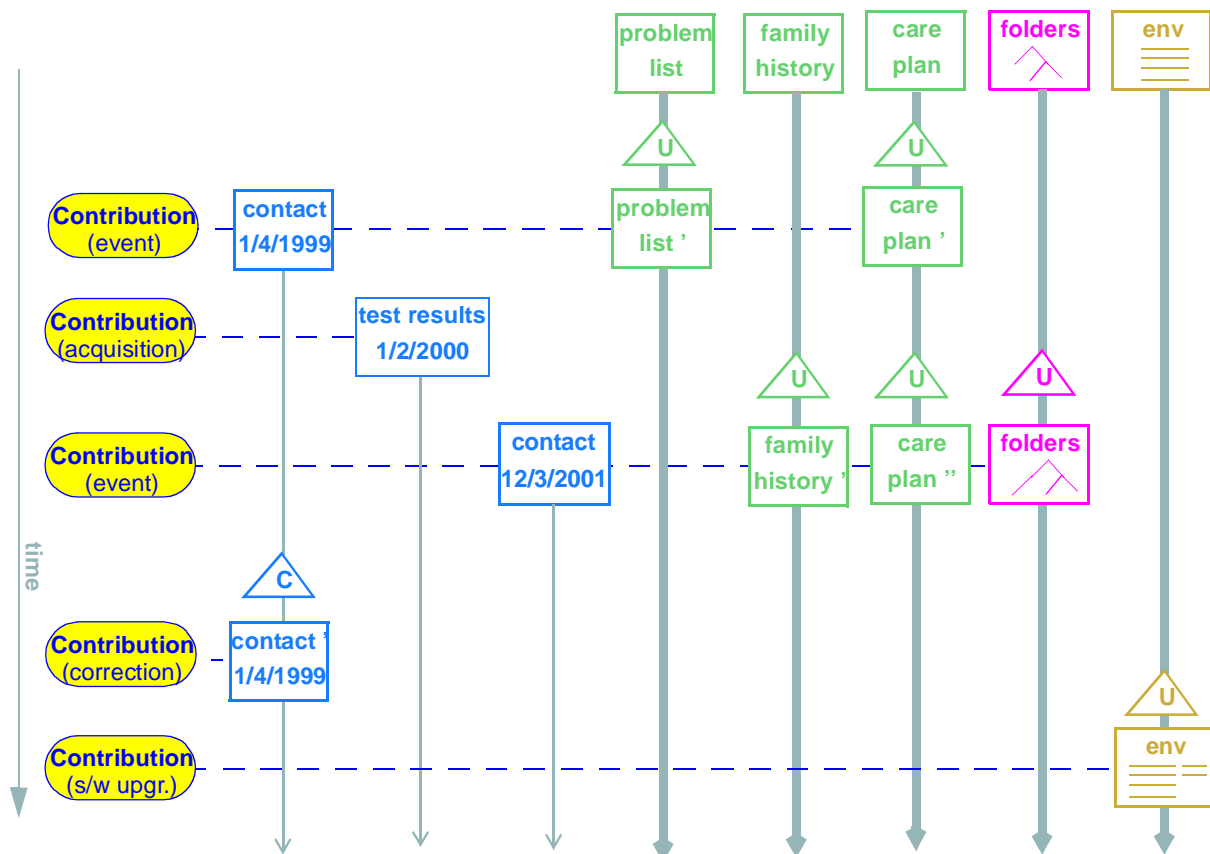 problem
list
family
history
care
plan
folders
env
U
U
Contribution
(event)
contact
1/4/1999
problem
list ’
care
plan ’
Contribution
(acquisition)
test results
1/2/2000
U
U
U
Contribution
(event)
contact
12/3/2001
family
history ’
care
plan ’’
folders
time
C
Contribution
(correction)
contact ’
1/4/1999
U
Contribution
(s/w upgr.)
env